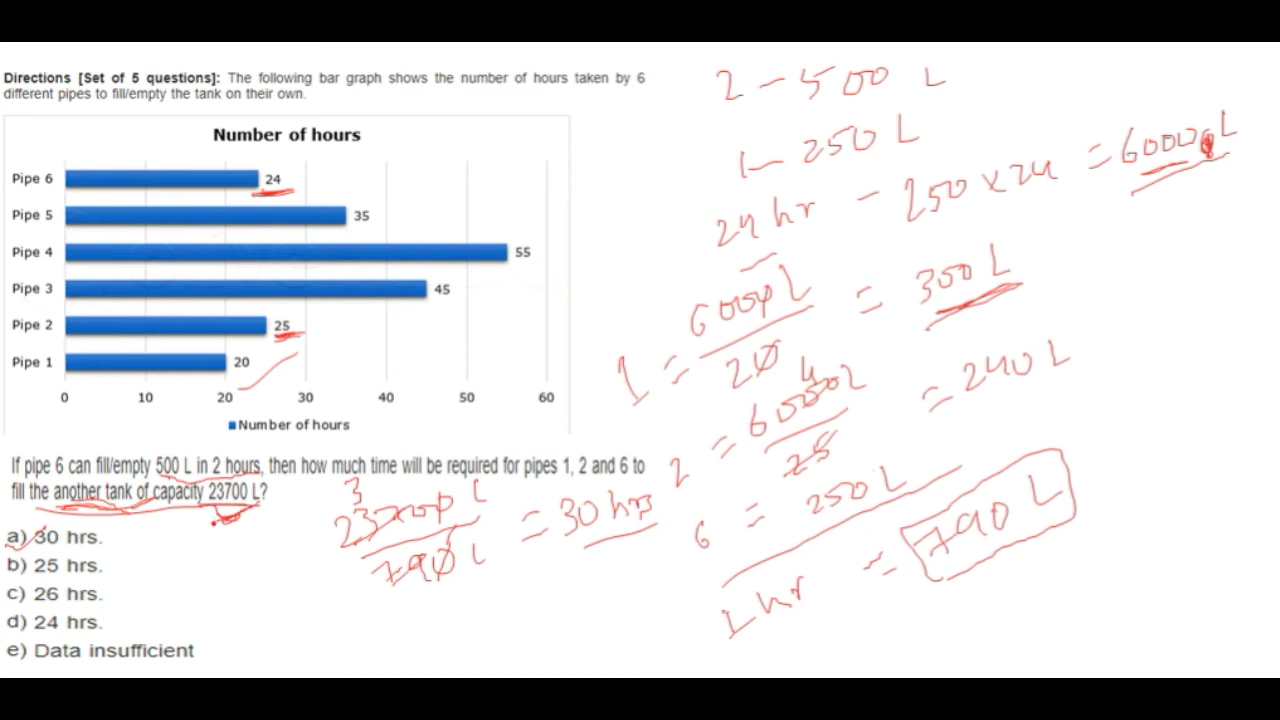 Directions [Set of 5 questions]: The following bar graph shows the number of hours taken by 6
different pipes to fill/empty the tank on their own.
Number of hours
Pipe 6 24
Pipe 5 35
Pipe 4 55
Pipe 3 45
Pipe 2 25
Pipe 1 20
0 10 20 30 40 50 60
Number of hours
If pipe 6 can fill/empty 500 L in 2 hours, then how much time will be required for pipes 1, 2 and 6 to
fill the another tank of capacity 23700 L?
a) 30 hrs.
b) 25 hrs.
c) 26 hrs.
d) 24 hrs.
e) Data insufficient
3
23700 L
790 L
= 30 hrs
2 - 500 L
1 - 250 L
24 hr - 250 x 24 = 6000 L
1 = 6000 L
20
= 300 L
2 = 6000 L
25
= 240 L
6 = 250 L
1 hr = 790 L